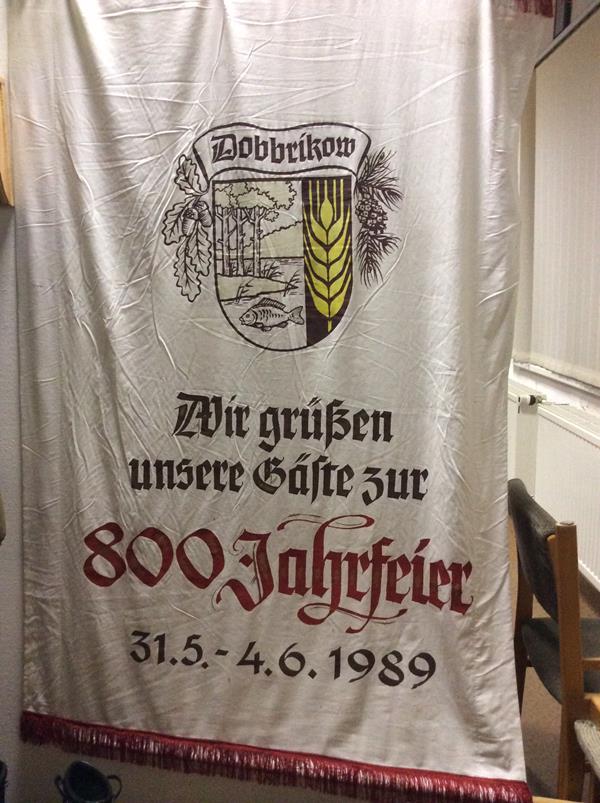 Dobbrikow
Wir grüßen
unsere Gäſte zur
800 Jahrfeier
31.5.-4.6.1989